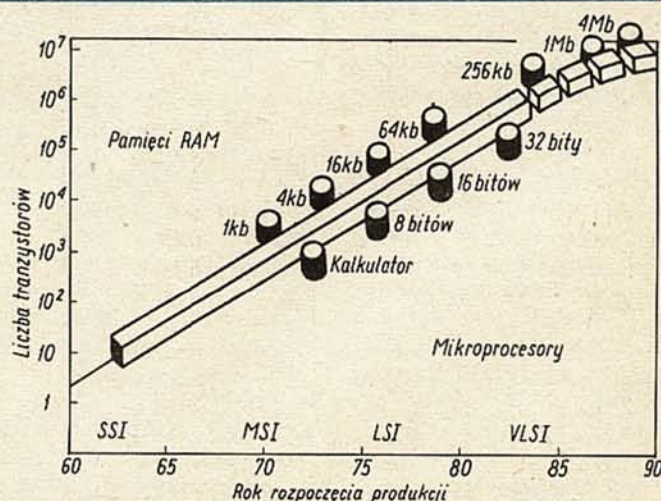 10⁷
10⁶
10⁵
10⁴
10³
10²
10
1
Liczba tranzystorów
Pamięci RAM
1kb
4kb
16kb
64kb
256kb
1Mb
4Mb
Kalkulator
8 bitów
16 bitów
32 bity
Mikroprocesory
SSI MSI LSI VLSI
60 65 70 75 80 85 90
Rok rozpoczęcia produkcji